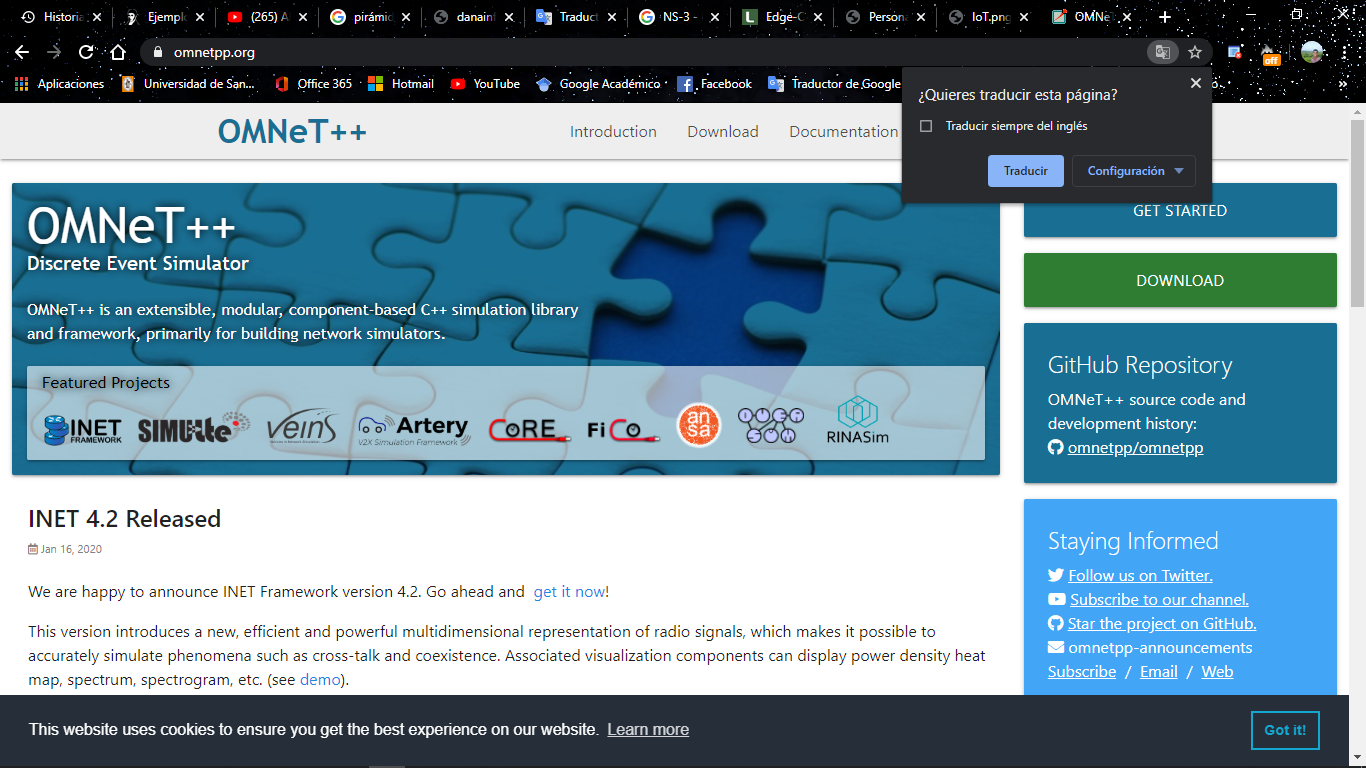 Historia
Ejempl
(265) A
pirámic
danainf
Traduct
NS-3 -
Edge-C
Persona
IoT.png
OMNe
omnetpp.org
Aplicaciones
Universidad de San...
Office 365
Hotmail
YouTube
Google Académico
Facebook
Traductor de Google
»
off
¿Quieres traducir esta página?
Traducir siempre del inglés
Traducir
Configuración
OMNeT++
Introduction
Download
Documentation
OMNeT++
Discrete Event Simulator
OMNeT++ is an extensible, modular, component-based C++ simulation library
and framework, primarily for building network simulators.
Featured Projects
INET FRAMEWORK
SIMULTE
veins
Artery
V2X Simulation Framework
CoRE
FiCo
ansa
OVERSIM
RINASim
GET STARTED
DOWNLOAD
GitHub Repository
OMNeT++ source code and
development history:
omnetpp/omnetpp
INET 4.2 Released
Jan 16, 2020
We are happy to announce INET Framework version 4.2. Go ahead and get it now!
This version introduces a new, efficient and powerful multidimensional representation of radio signals, which makes it possible to
accurately simulate phenomena such as cross-talk and coexistence. Associated visualization components can display power density heat
map, spectrum, spectrogram, etc. (see demo).
Staying Informed
Follow us on Twitter.
Subscribe to our channel.
Star the project on GitHub.
omnetpp-announcements
Subscribe / Email / Web
This website uses cookies to ensure you get the best experience on our website. Learn more
Got it!